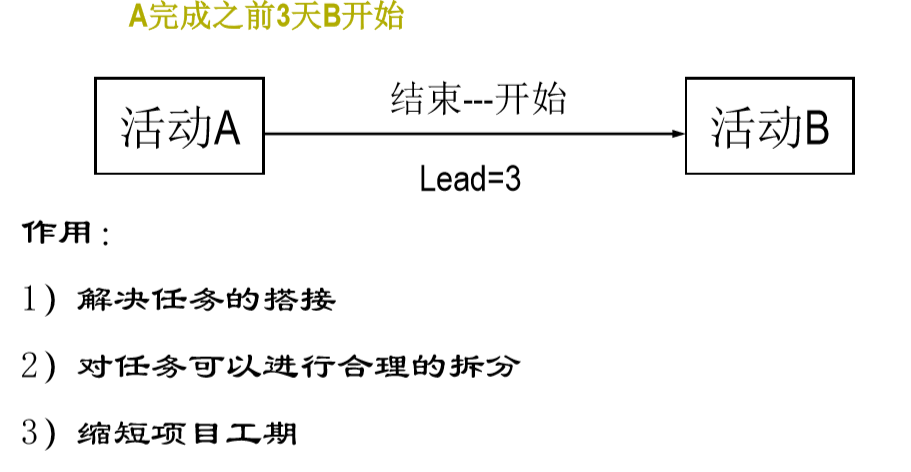 A完成之前3天B开始
结束---开始
活动A
活动B
Lead=3
作用：
1）解决任务的搭接
2）对任务可以进行合理的拆分
3）缩短项目工期